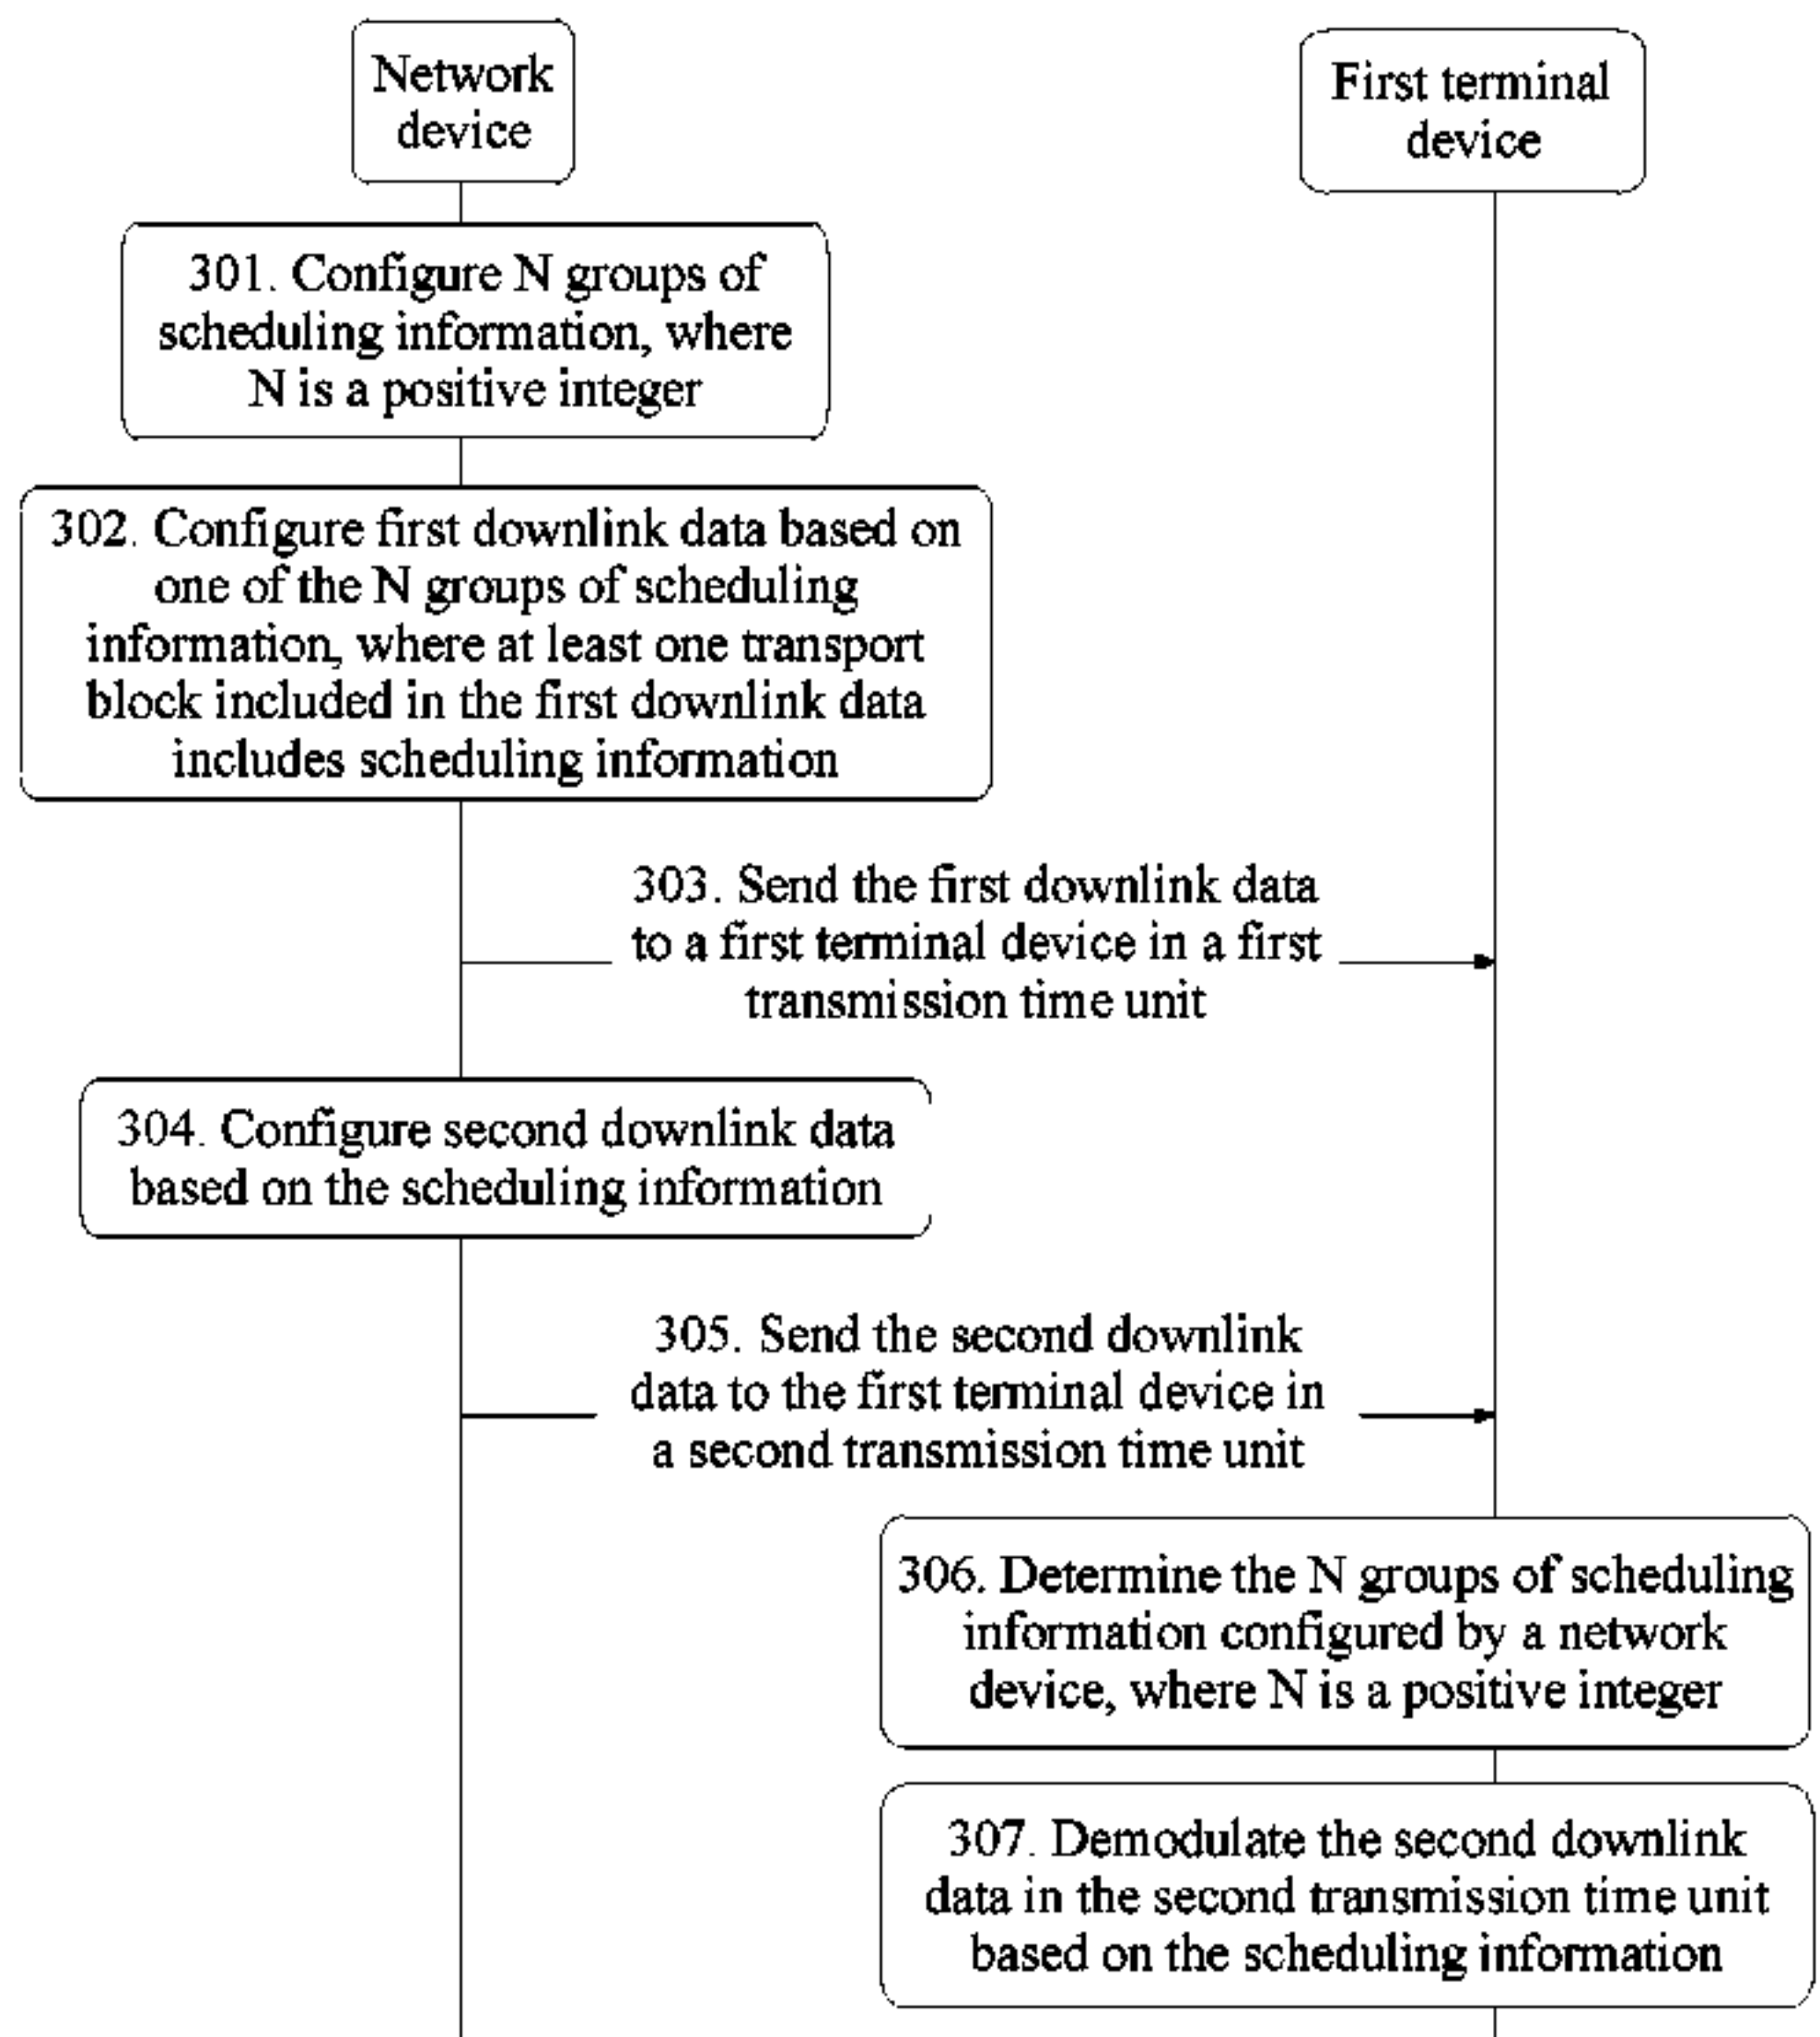 Network
device
First terminal
device
301. Configure N groups of
scheduling information, where
N is a positive integer
302. Configure first downlink data based on
one of the N groups of scheduling
information, where at least one transport
block included in the first downlink data
includes scheduling information
303. Send the first downlink data
to a first terminal device in a first
transmission time unit
304. Configure second downlink data
based on the scheduling information
305. Send the second downlink
data to the first terminal device in
a second transmission time unit
306. Determine the N groups of scheduling
information configured by a network
device, where N is a positive integer
307. Demodulate the second downlink
data in the second transmission time unit
based on the scheduling information